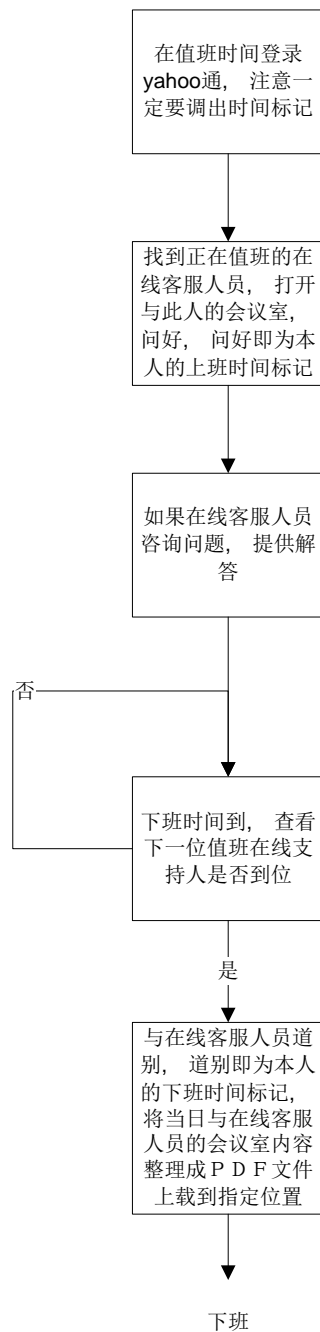 在值班时间登录
yahoo通, 注意一
定要调出时间标记
找到正在值班的在
线客服人员, 打开
与此人的会议室,
问好, 问好即为本
人的上班时间标记
如果在线客服人员
咨询问题, 提供解
答
否
下班时间到, 查看
下一位值班在线支
持人是否到位
是
与在线客服人员道
别, 道别即为本人
的下班时间标记,
将当日与在线客服
人员的会议室内容
整理成ＰＤＦ文件
上载到指定位置
下班